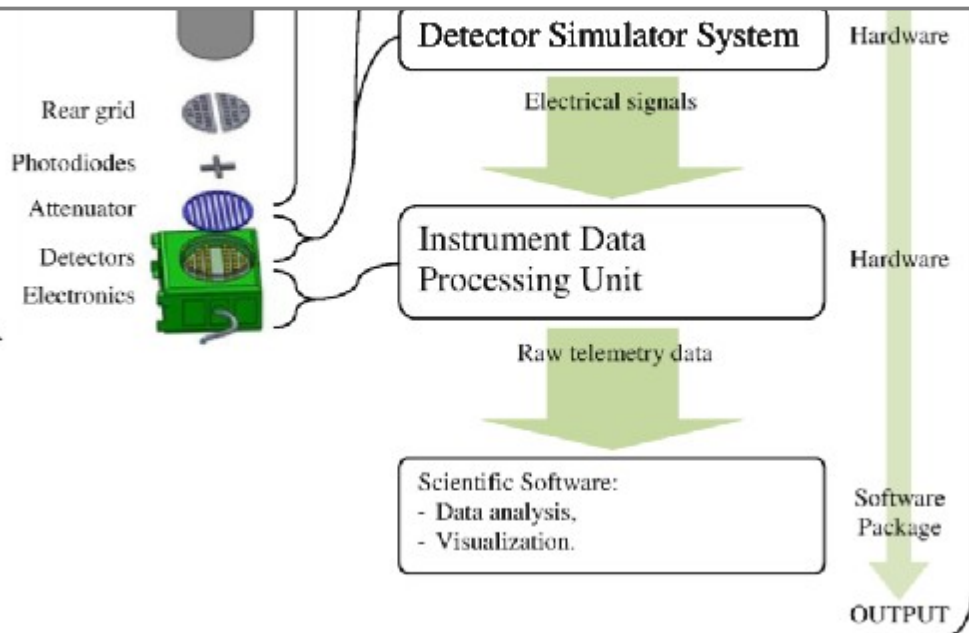 Detector Simulator System
Hardware
Electrical signals
Rear grid
Photodiodes
Attenuator
Detectors
Electronics
Instrument Data
Processing Unit
Hardware
Raw telemetry data
Scientific Software:
- Data analysis,
- Visualization.
Software
Package
OUTPUT